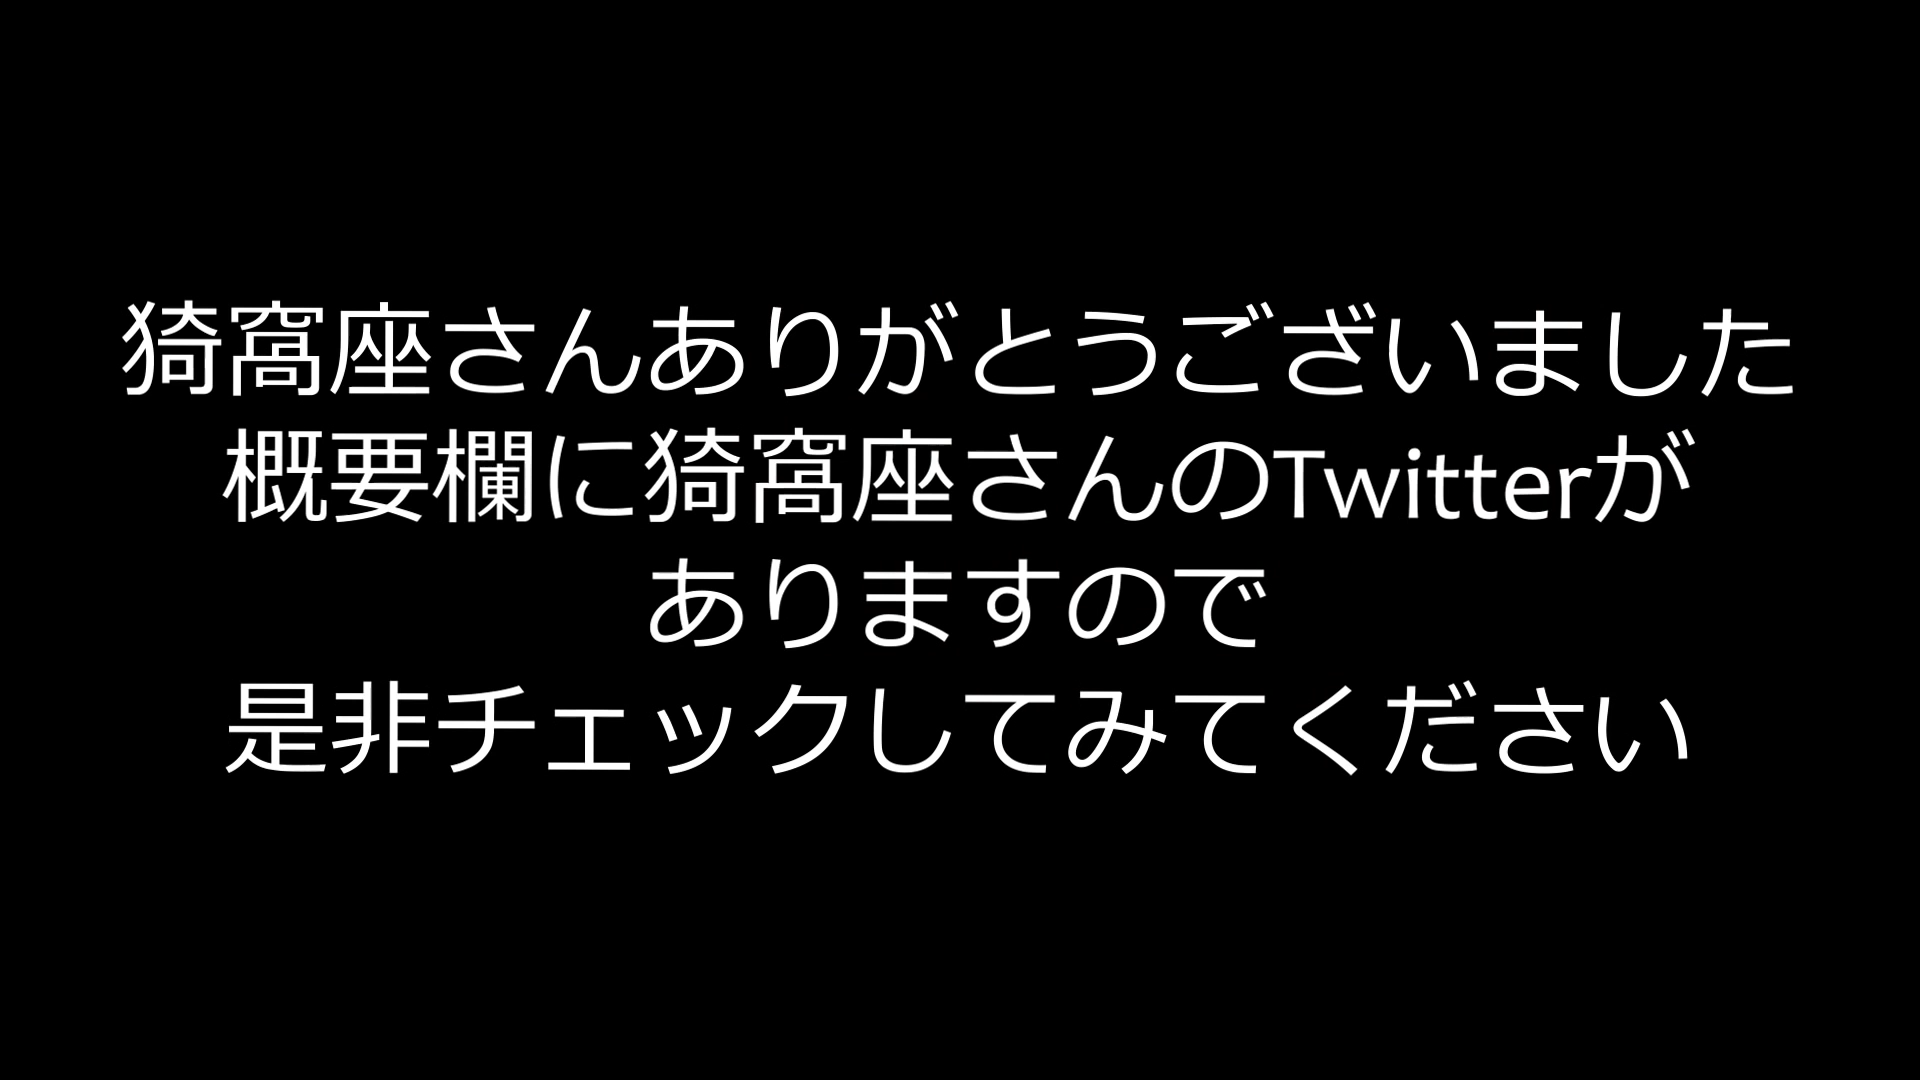 猗窩座さんありがとうございました
概要欄に猗窩座さんのTwitterが
ありますので
是非チェックしてみてください